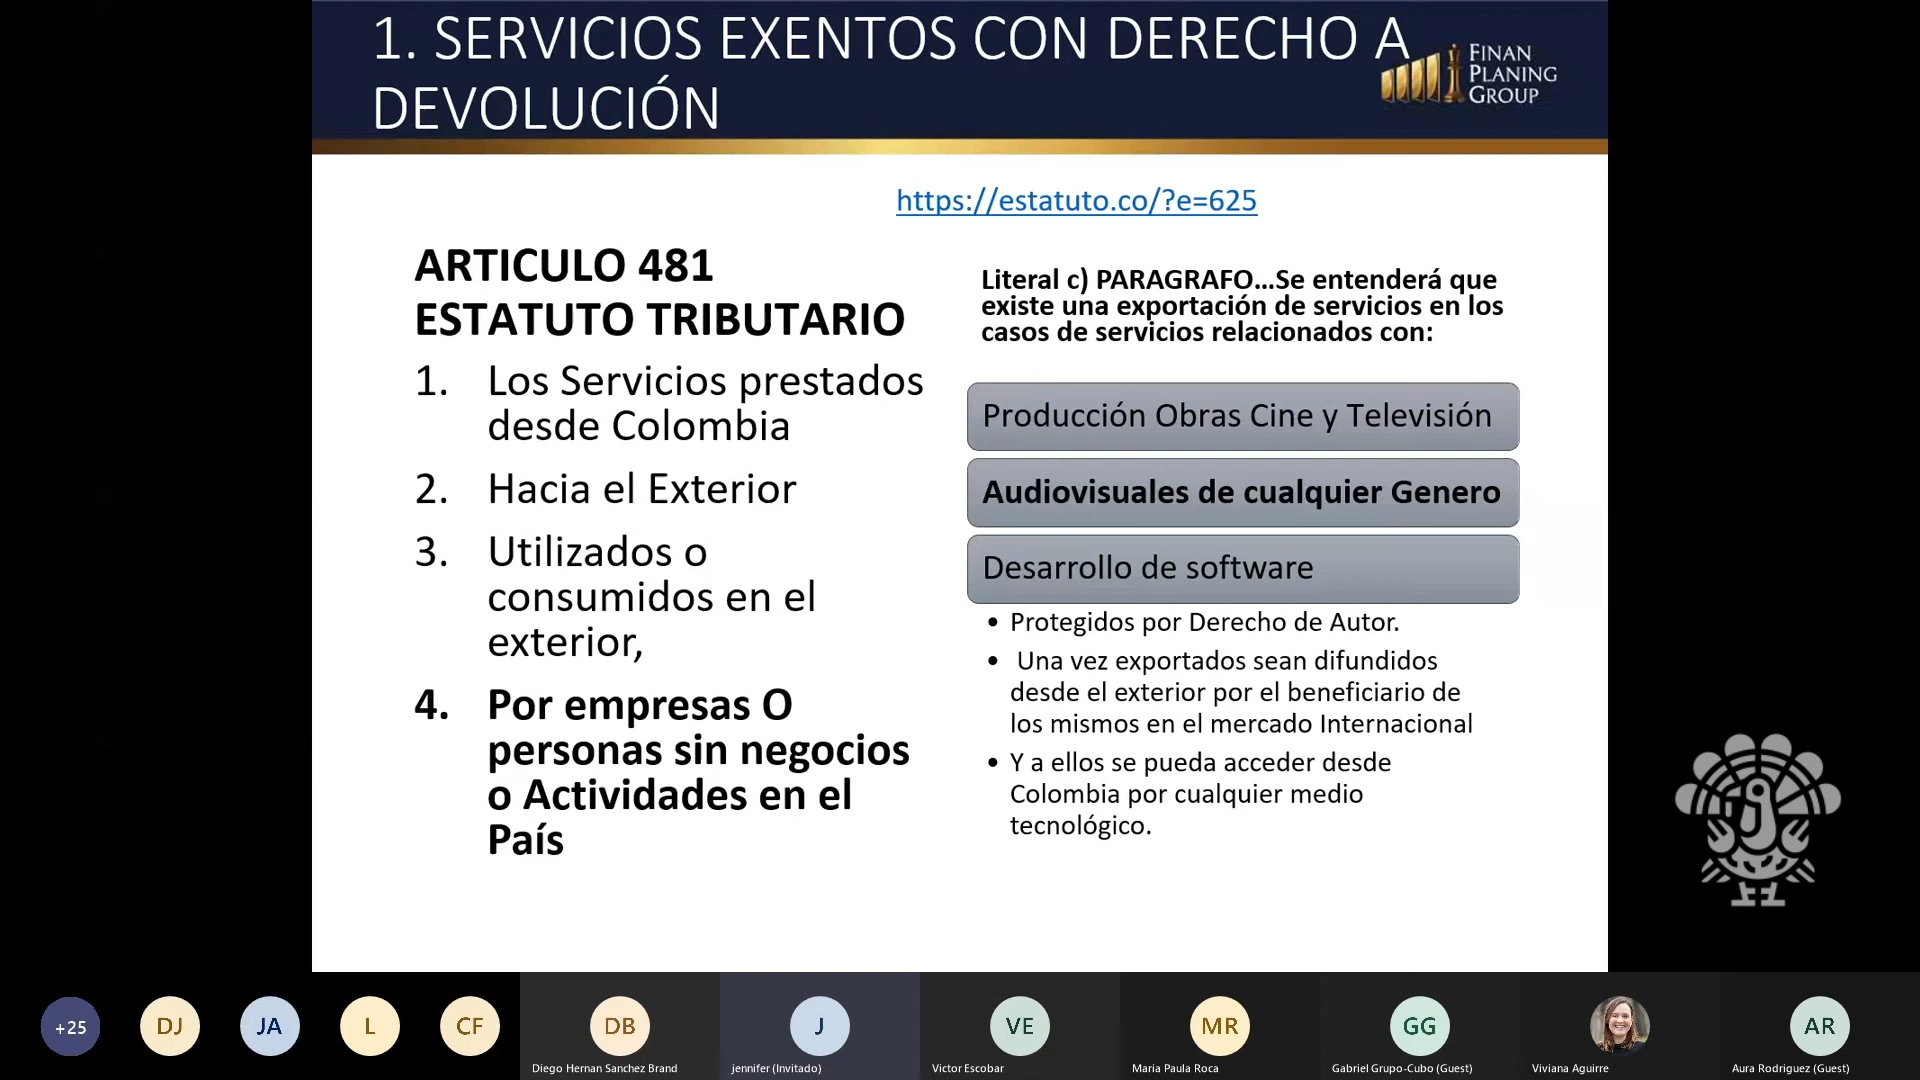 1. SERVICIOS EXENTOS CON DERECHO A
DEVOLUCIÓN
FINAN
PLANING
GROUP
https://estatuto.co/?e=625
ARTICULO 481
ESTATUTO TRIBUTARIO
1. Los Servicios prestados
desde Colombia
2. Hacia el Exterior
3. Utilizados o
consumidos en el
exterior,
4. Por empresas O
personas sin negocios
o Actividades en el
País
Literal c) PARAGRAFO...Se entenderá que
existe una exportación de servicios en los
casos de servicios relacionados con:
Producción Obras Cine y Televisión
Audiovisuales de cualquier Genero
Desarrollo de software
• Protegidos por Derecho de Autor.
• Una vez exportados sean difundidos
desde el exterior por el beneficiario de
los mismos en el mercado Internacional
• Y a ellos se pueda acceder desde
Colombia por cualquier medio
tecnológico.
+25
DJ
JA
L
CF
DB
Diego Hernan Sanchez Brand
J
jennifer (Invitado)
VE
Victor Escobar
MR
Maria Paula Roca
GG
Gabriel Grupo-Cubo (Guest)
Viviana Aguirre
AR
Aura Rodriguez (Guest)